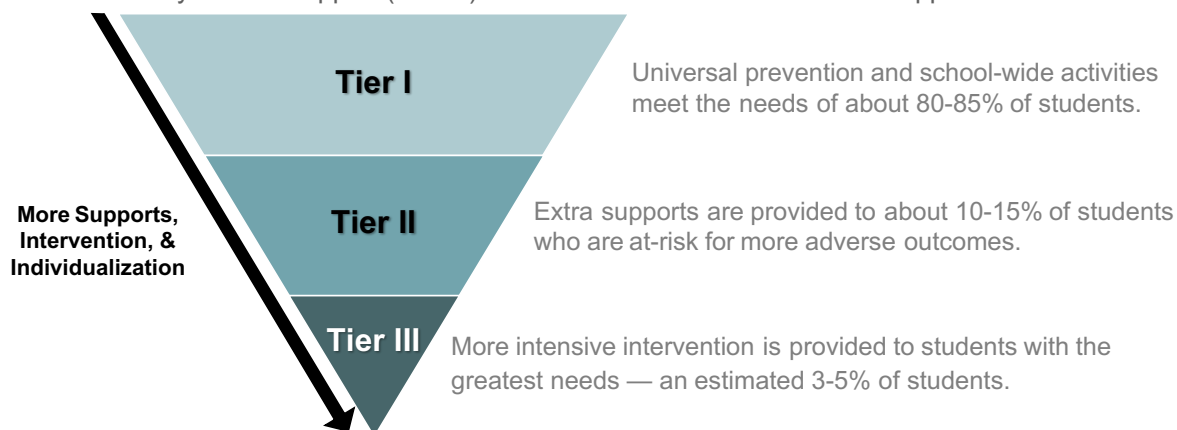 Tier I
Universal prevention and school-wide activities
meet the needs of about 80-85% of students.
More Supports,
Intervention, &
Individualization
Tier II
Extra supports are provided to about 10-15% of students
who are at-risk for more adverse outcomes.
Tier III
More intensive intervention is provided to students with the
greatest needs — an estimated 3-5% of students.